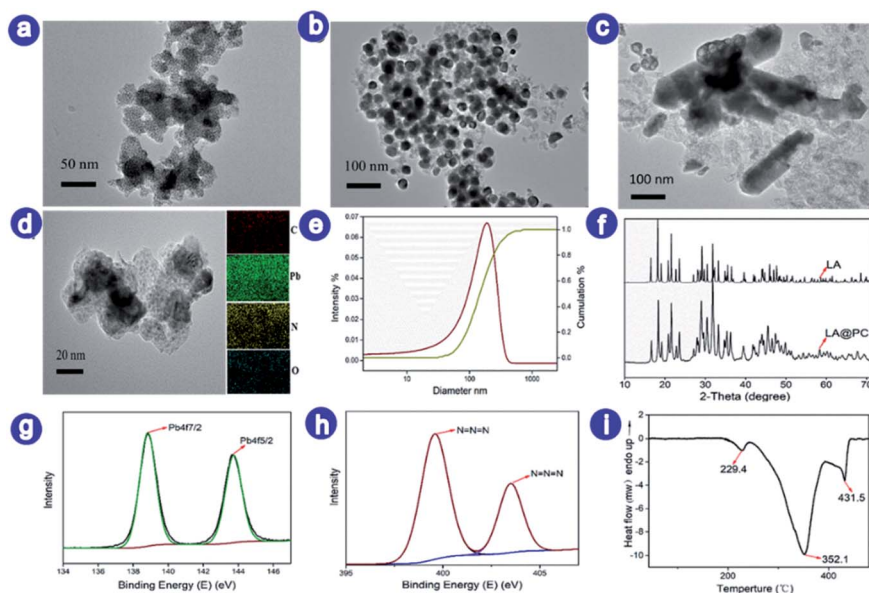 a
50 nm
b
100 nm
c
100 nm
d
20 nm
C
Pb
N
O
e
Intensity %
0.07
0.06
0.05
0.04
0.03
0.02
0.01
0.00
10
100
1000
Diameter nm
Cumulation %
1.0
0.8
0.6
0.4
0.2
0.0
f
LA
LA@PC
10
20
30
40
50
60
70
2-Theta (degree)
g
Intensity
Pb4f7/2
Pb4f5/2
134
136
138
140
142
144
146
Binding Energy (E) (eV)
h
Intensity
N=N=N
N=N=N
395
400
405
Binding Energy (E) (eV)
i
Heat flow (mw) endo up
2
0
-2
-4
-6
-8
-10
229.4
352.1
431.5
200
400
Temperture (℃)